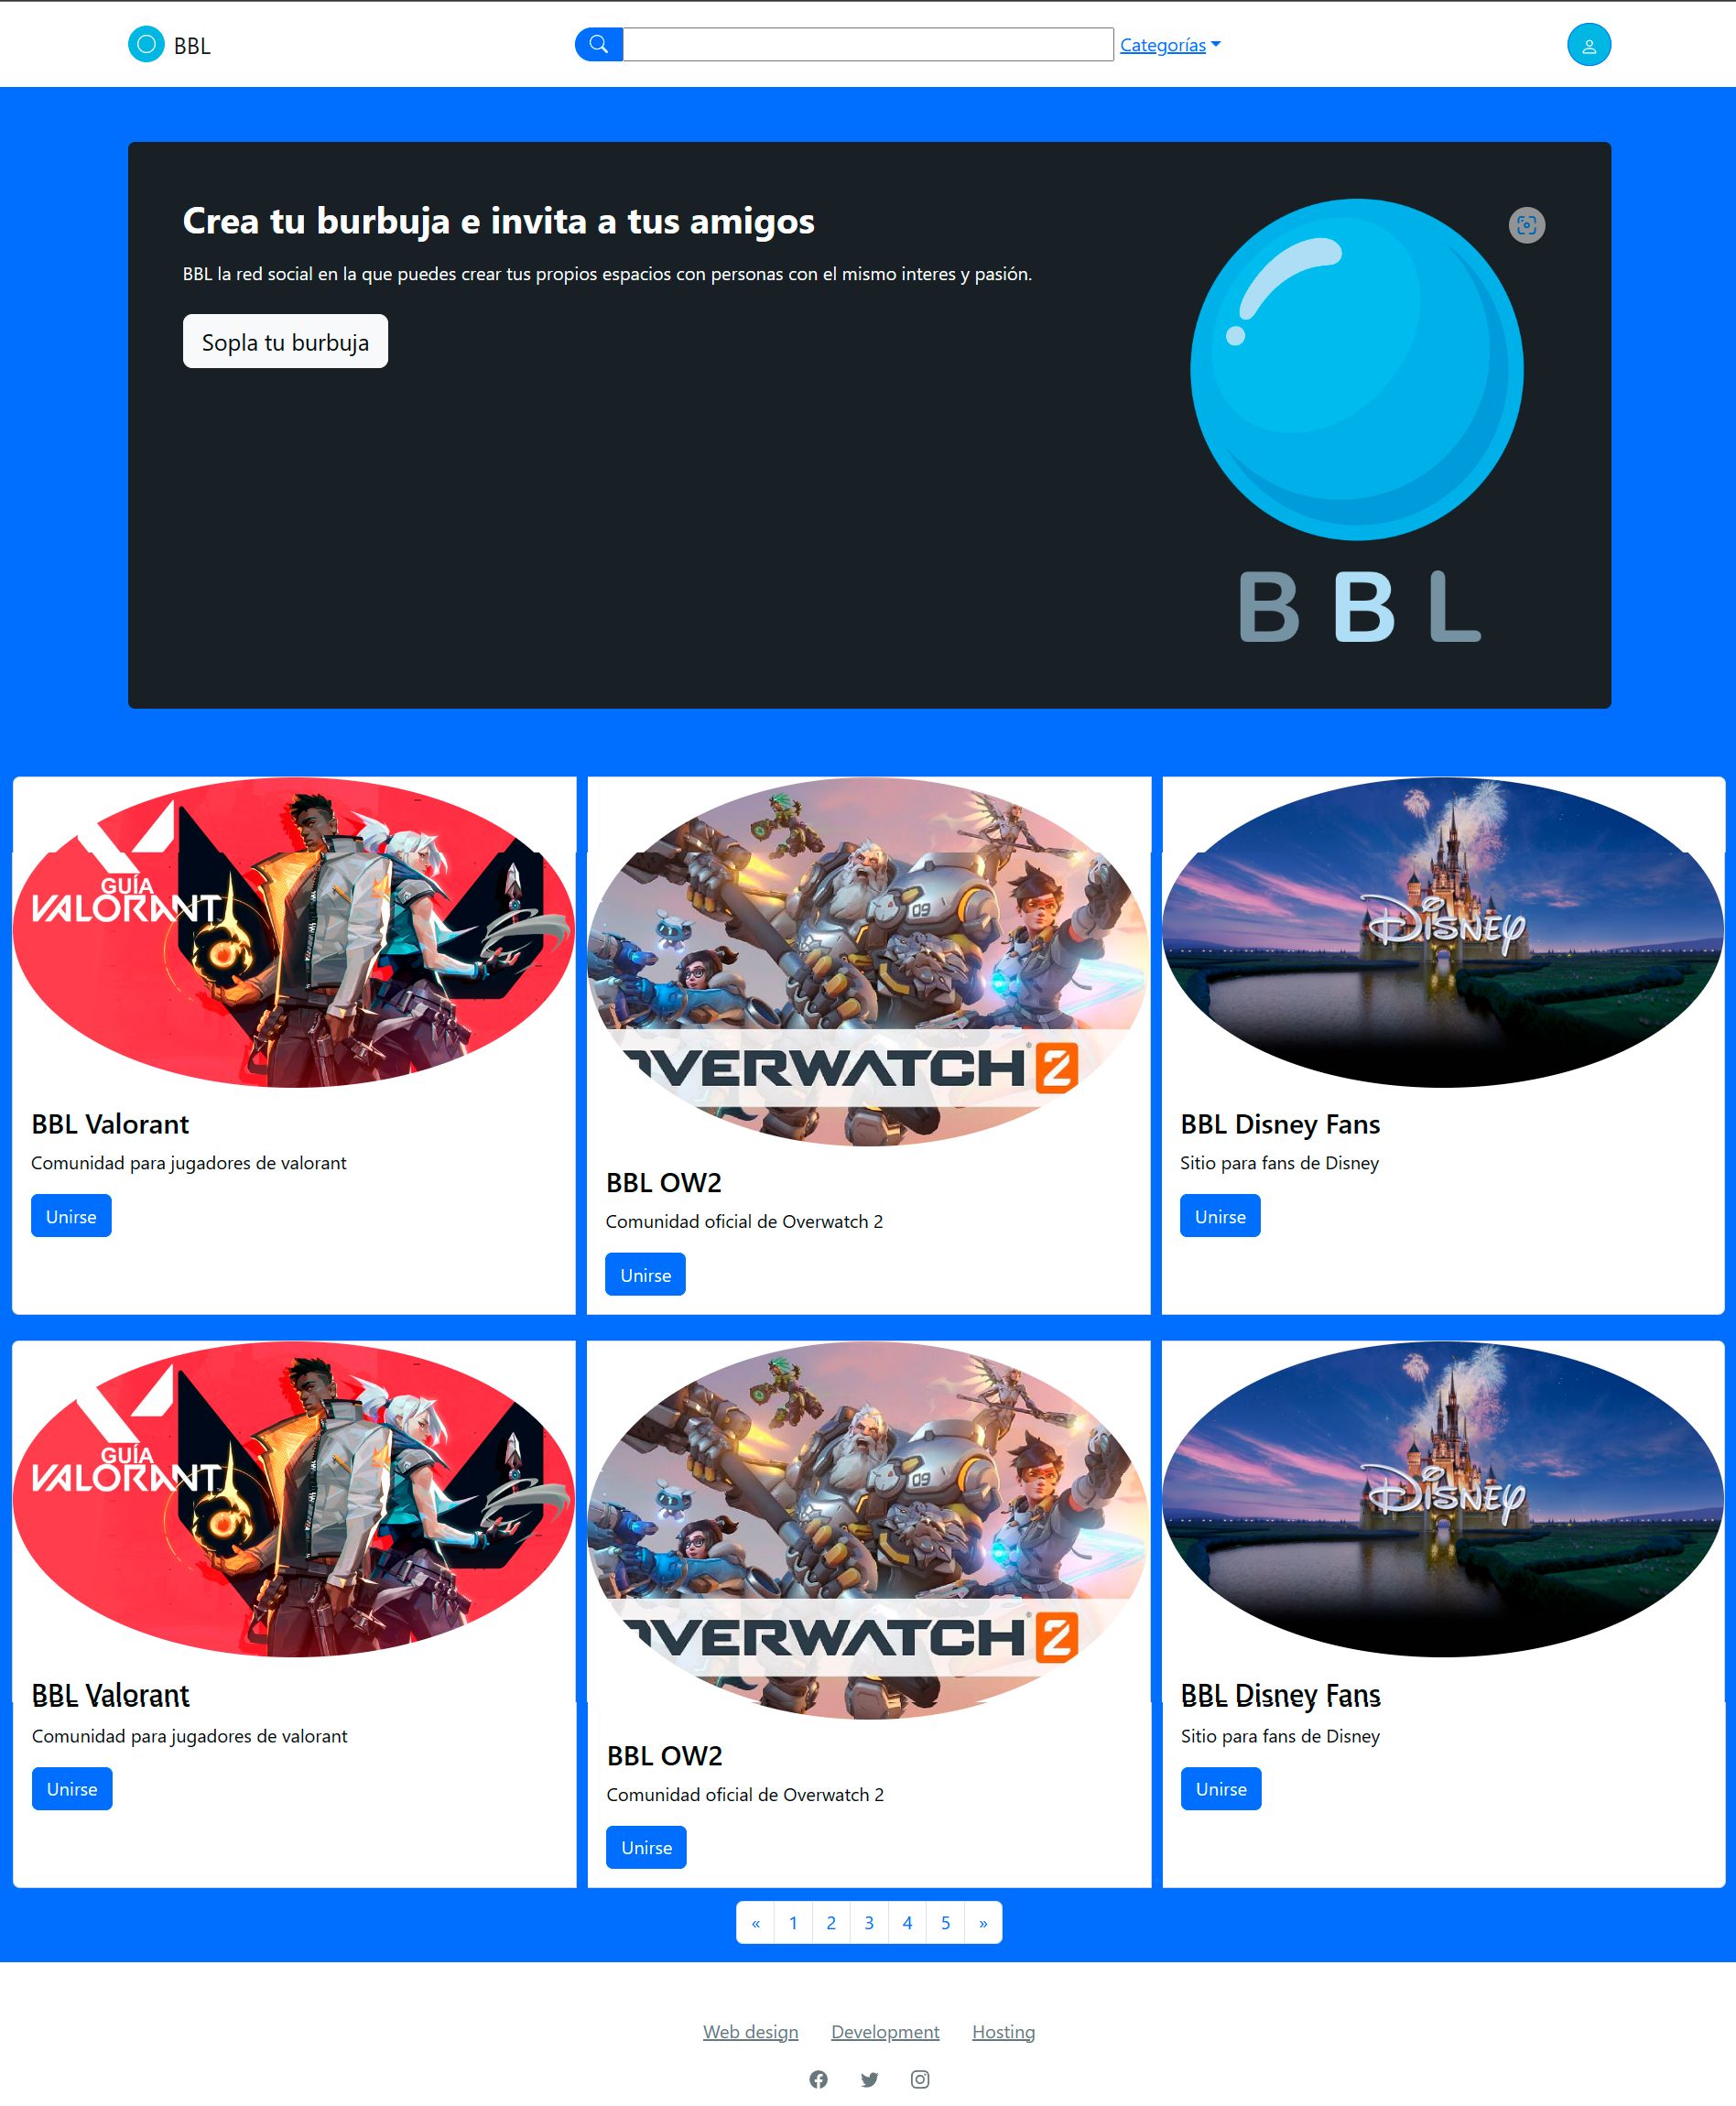 BBL
Categorías
Crea tu burbuja e invita a tus amigos
BBL la red social en la que puedes crear tus propios espacios con personas con el mismo interes y pasión.
Sopla tu burbuja
BBL
GUÍA
VALORANT
09
OVERWATCH 2
Disney
BBL Valorant
Comunidad para jugadores de valorant
Unirse
BBL OW2
Comunidad oficial de Overwatch 2
Unirse
BBL Disney Fans
Sitio para fans de Disney
Unirse
GUÍA
VALORANT
09
OVERWATCH 2
Disney
BBL Valorant
Comunidad para jugadores de valorant
Unirse
BBL OW2
Comunidad oficial de Overwatch 2
Unirse
BBL Disney Fans
Sitio para fans de Disney
Unirse
« 1 2 3 4 5 »
Web design Development Hosting